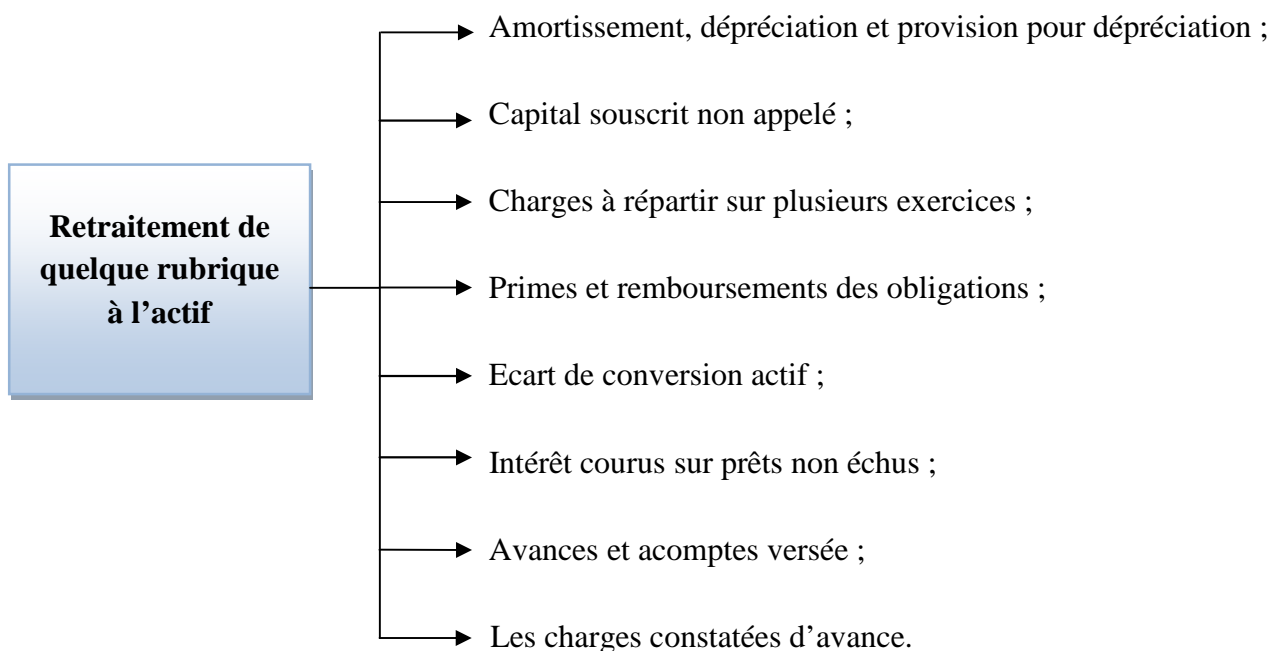 Amortissement, dépréciation et provision pour dépréciation ;
Capital souscrit non appelé ;
Charges à répartir sur plusieurs exercices ;
Retraitement de
quelque rubrique
à l’actif
Primes et remboursements des obligations ;
Ecart de conversion actif ;
Intérêt courus sur prêts non échus ;
Avances et acomptes versée ;
Les charges constatées d’avance.